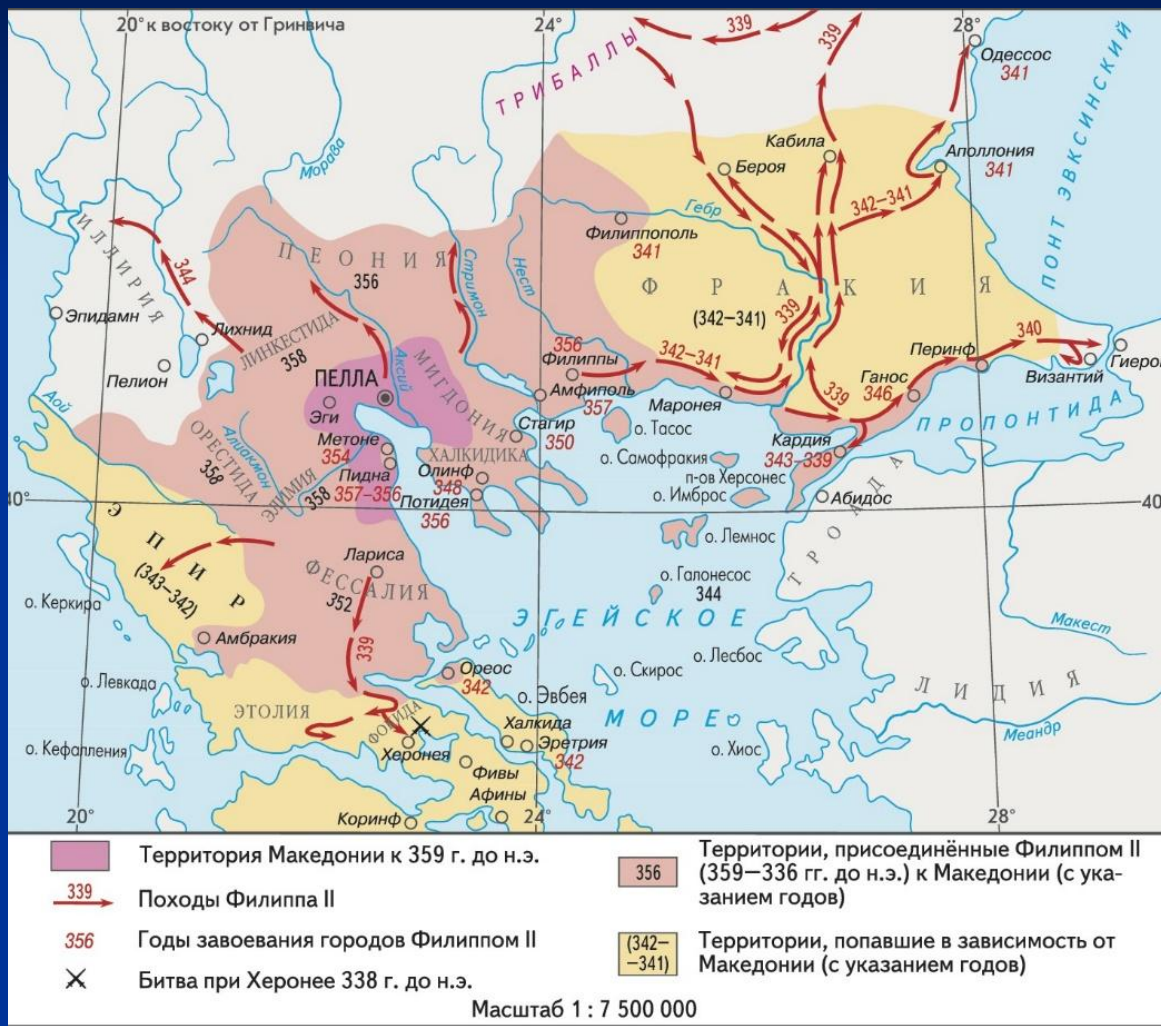 20° к востоку от Гринвича
24°
28°
339
339
ТРИБАЛЛЫ
Одессос
341
Морава
Кабила
Бероя
Аполлония
341
ПОНТ ЭВКСИНСКИЙ
ИЛЛИРИЯ
344
ПЕОНИЯ
356
Стримон
Нест
Гебр
342–341
Филиппополь
341
ФРАКИЯ
(342–341)
339
Эпидамн
Лихнид
ЛИНКЕСТИДА
358
Пелион
Аксий
МИГДОНИЯ
ПЕЛЛА
Эги
356
Филиппы
Амфиполь
357
342–341
Маронея
339
Перинф
340
Ганос
346
Византий
Гиерон
ПРОПОНТИДА
Аой
Алиакмон
ОРЕСТИДА
358
ЭЛИМИЯ
358
Метоне
354
Пидна
357–356
Стагир
350
ХАЛКИДИКА
Олинф
348
Потидея
356
о. Тасос
о. Самофракия
п-ов Херсонес
о. Имброс
Кардия
343–339
Абидос
40°
40
ЭПИР
(343–342)
Лариса
ФЕССАЛИЯ
352
о. Лемнос
о. Галонесос
344
ТРОАДА
о. Керкира
Амбракия
339
ЭГЕЙСКОЕ
МОРЕ
Макест
о. Левкада
Ореос
342
о. Скирос
о. Лесбос
о. Эвбея
ЛИДИЯ
Меандр
ЭТОЛИЯ
ФОКИДА
Халкида
Эретрия
342
Херонея
о. Хиос
о. Кефалления
Фивы
Афины
Коринф
20°
24°
28°
Территория Македонии к 359 г. до н.э.
339
Походы Филиппа II
356
Годы завоевания городов Филиппом II
Битва при Херонее 338 г. до н.э.
356
Территории, присоединённые Филиппом II
(359–336 гг. до н.э.) к Македонии (с ука-
занием годов)
(342–
–341)
Территории, попавшие в зависимость от
Македонии (с указанием годов)
Масштаб 1 : 7 500 000